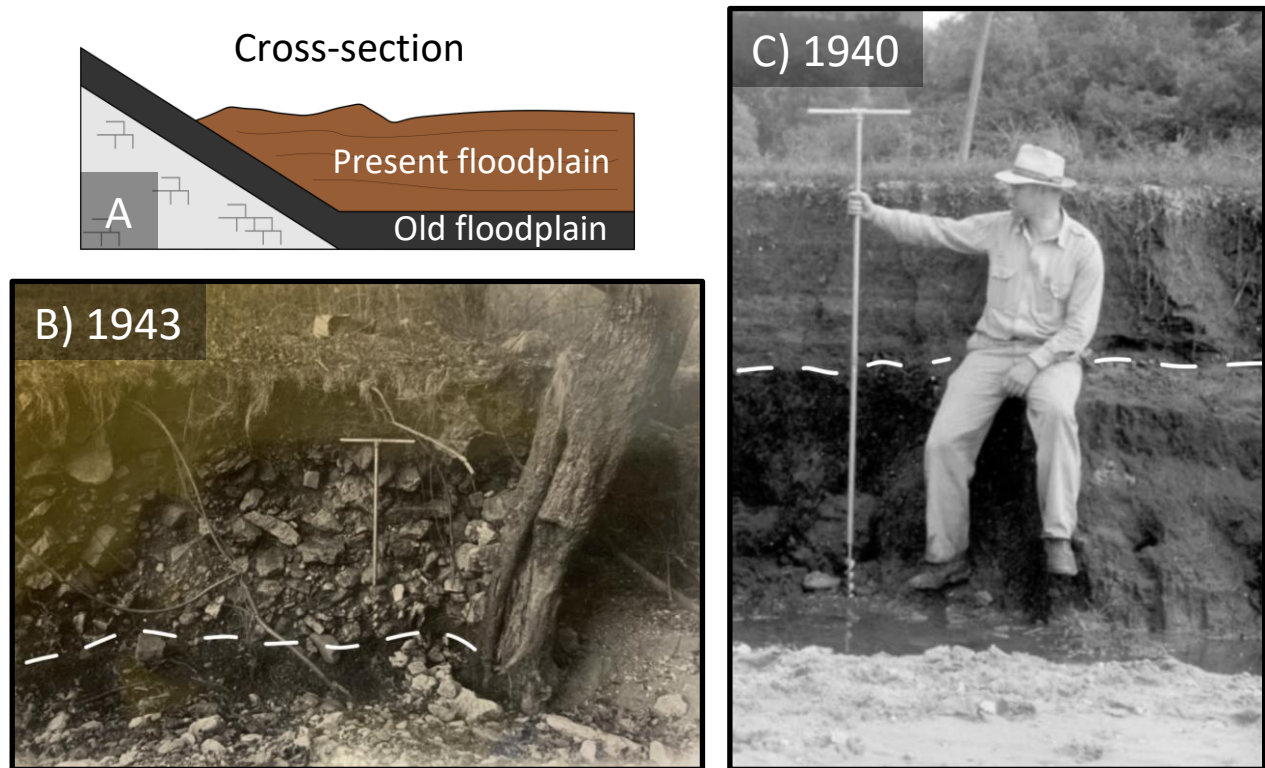 Cross-section
Present floodplain
A
Old floodplain
B) 1943
C) 1940